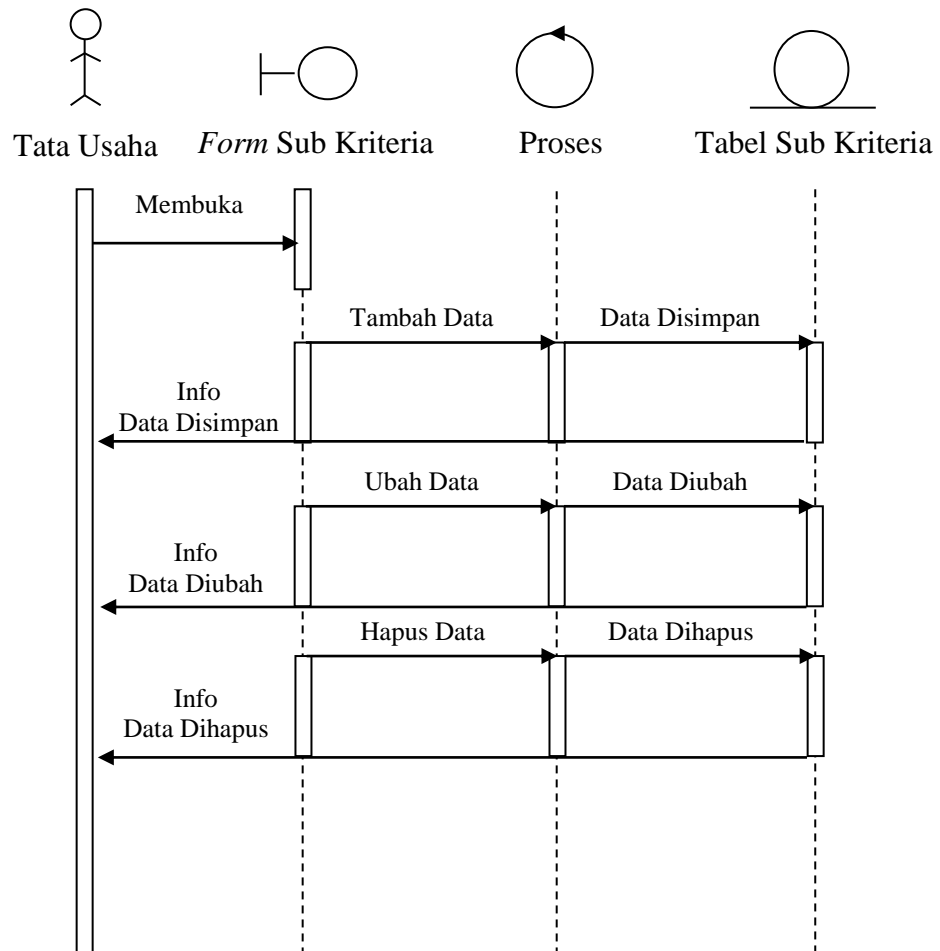 Tata Usaha
Form Sub Kriteria
Proses
Tabel Sub Kriteria
Membuka
Tambah Data
Data Disimpan
Info
Data Disimpan
Ubah Data
Data Diubah
Info
Data Diubah
Hapus Data
Data Dihapus
Info
Data Dihapus